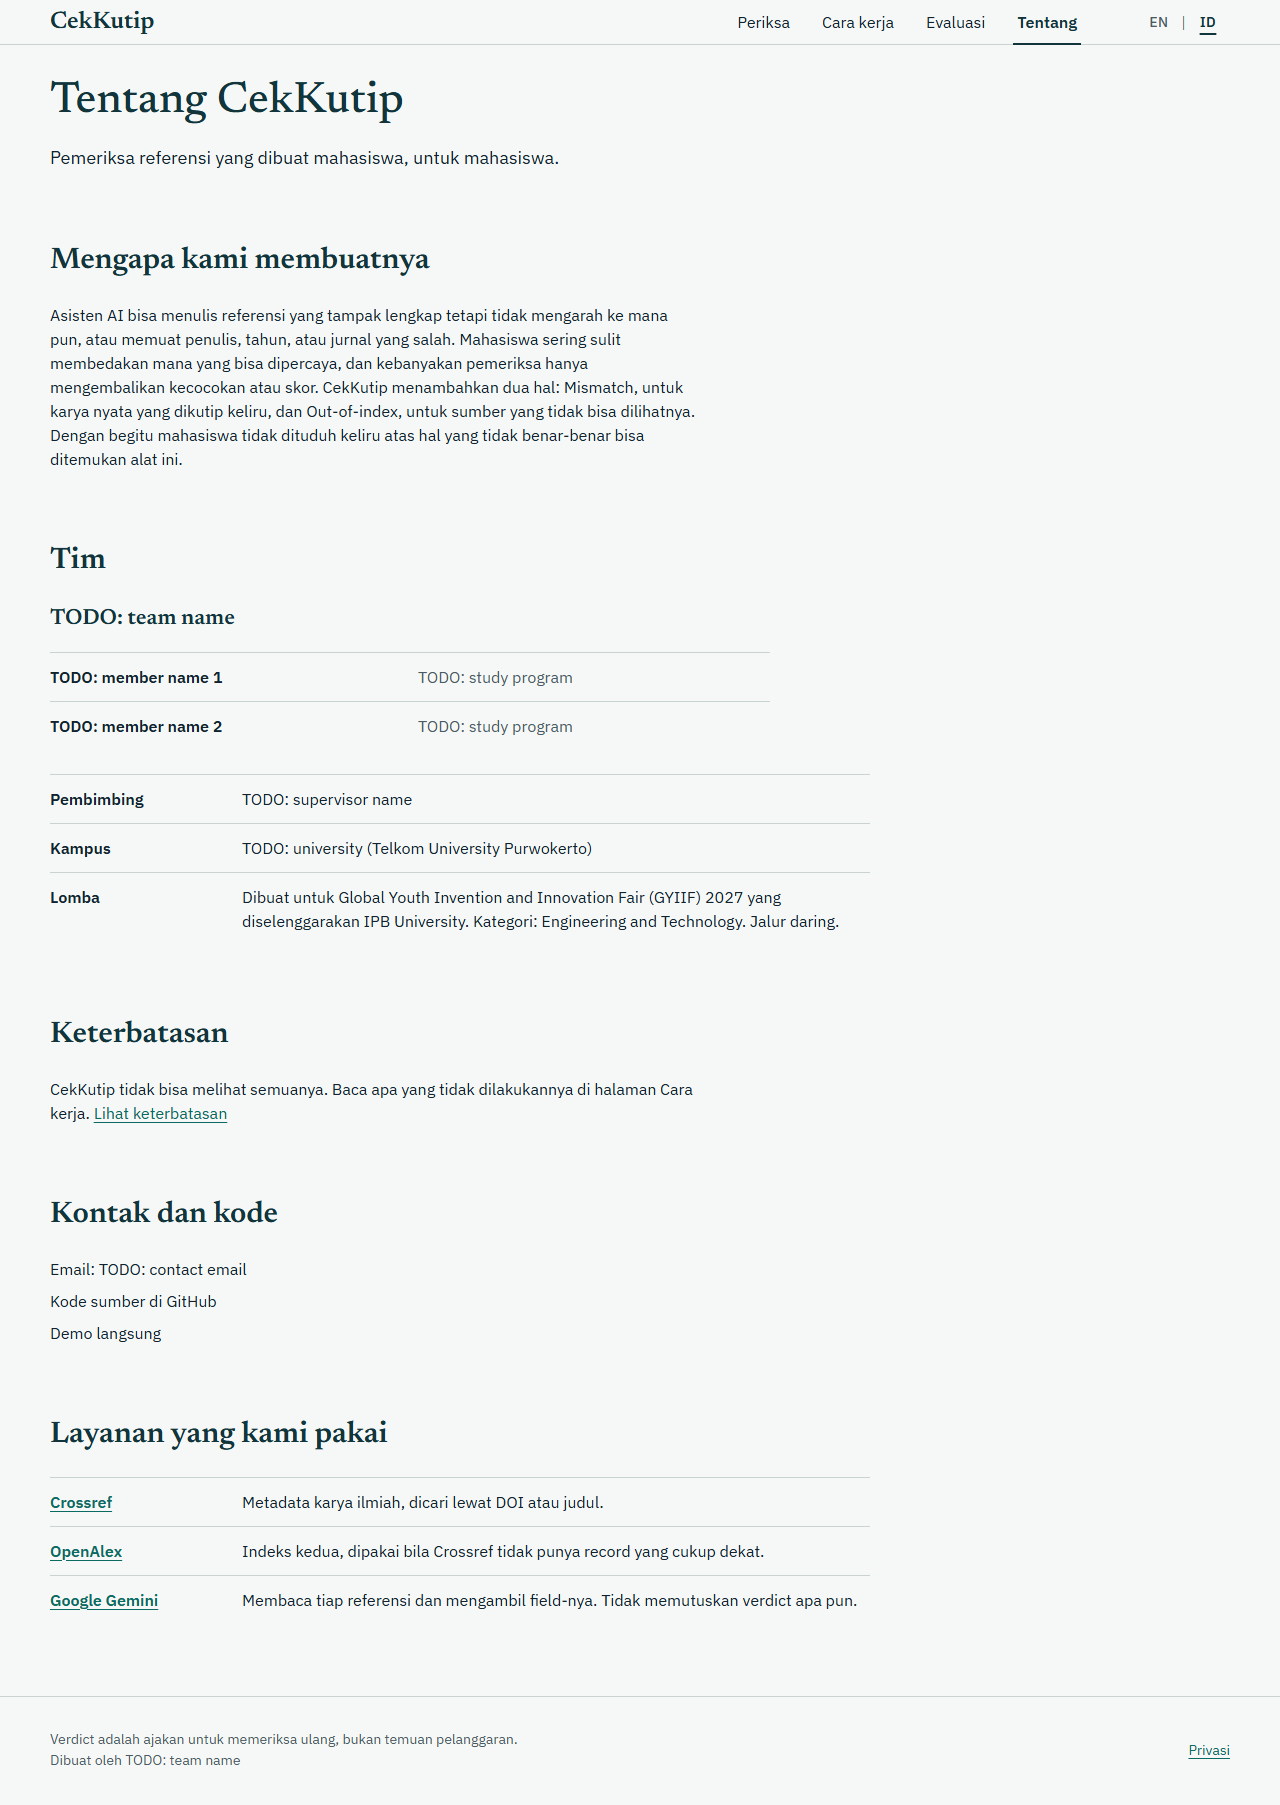 CekKutip
Periksa Cara kerja Evaluasi Tentang EN | ID
Tentang CekKutip
Pemeriksa referensi yang dibuat mahasiswa, untuk mahasiswa.
Mengapa kami membuatnya
Asisten AI bisa menulis referensi yang tampak lengkap tetapi tidak mengarah ke mana
pun, atau memuat penulis, tahun, atau jurnal yang salah. Mahasiswa sering sulit
membedakan mana yang bisa dipercaya, dan kebanyakan pemeriksa hanya
mengembalikan kecocokan atau skor. CekKutip menambahkan dua hal: Mismatch, untuk
karya nyata yang dikutip keliru, dan Out-of-index, untuk sumber yang tidak bisa dilihatnya.
Dengan begitu mahasiswa tidak dituduh keliru atas hal yang tidak benar-benar bisa
ditemukan alat ini.
Tim
TODO: team name
TODO: member name 1 TODO: study program
TODO: member name 2 TODO: study program
Pembimbing TODO: supervisor name
Kampus TODO: university (Telkom University Purwokerto)
Lomba Dibuat untuk Global Youth Invention and Innovation Fair (GYIIF) 2027 yang
diselenggarakan IPB University. Kategori: Engineering and Technology. Jalur daring.
Keterbatasan
CekKutip tidak bisa melihat semuanya. Baca apa yang tidak dilakukannya di halaman Cara
kerja. Lihat keterbatasan
Kontak dan kode
Email: TODO: contact email
Kode sumber di GitHub
Demo langsung
Layanan yang kami pakai
Crossref Metadata karya ilmiah, dicari lewat DOI atau judul.
OpenAlex Indeks kedua, dipakai bila Crossref tidak punya record yang cukup dekat.
Google Gemini Membaca tiap referensi dan mengambil field-nya. Tidak memutuskan verdict apa pun.
Verdict adalah ajakan untuk memeriksa ulang, bukan temuan pelanggaran.
Dibuat oleh TODO: team name
Privasi